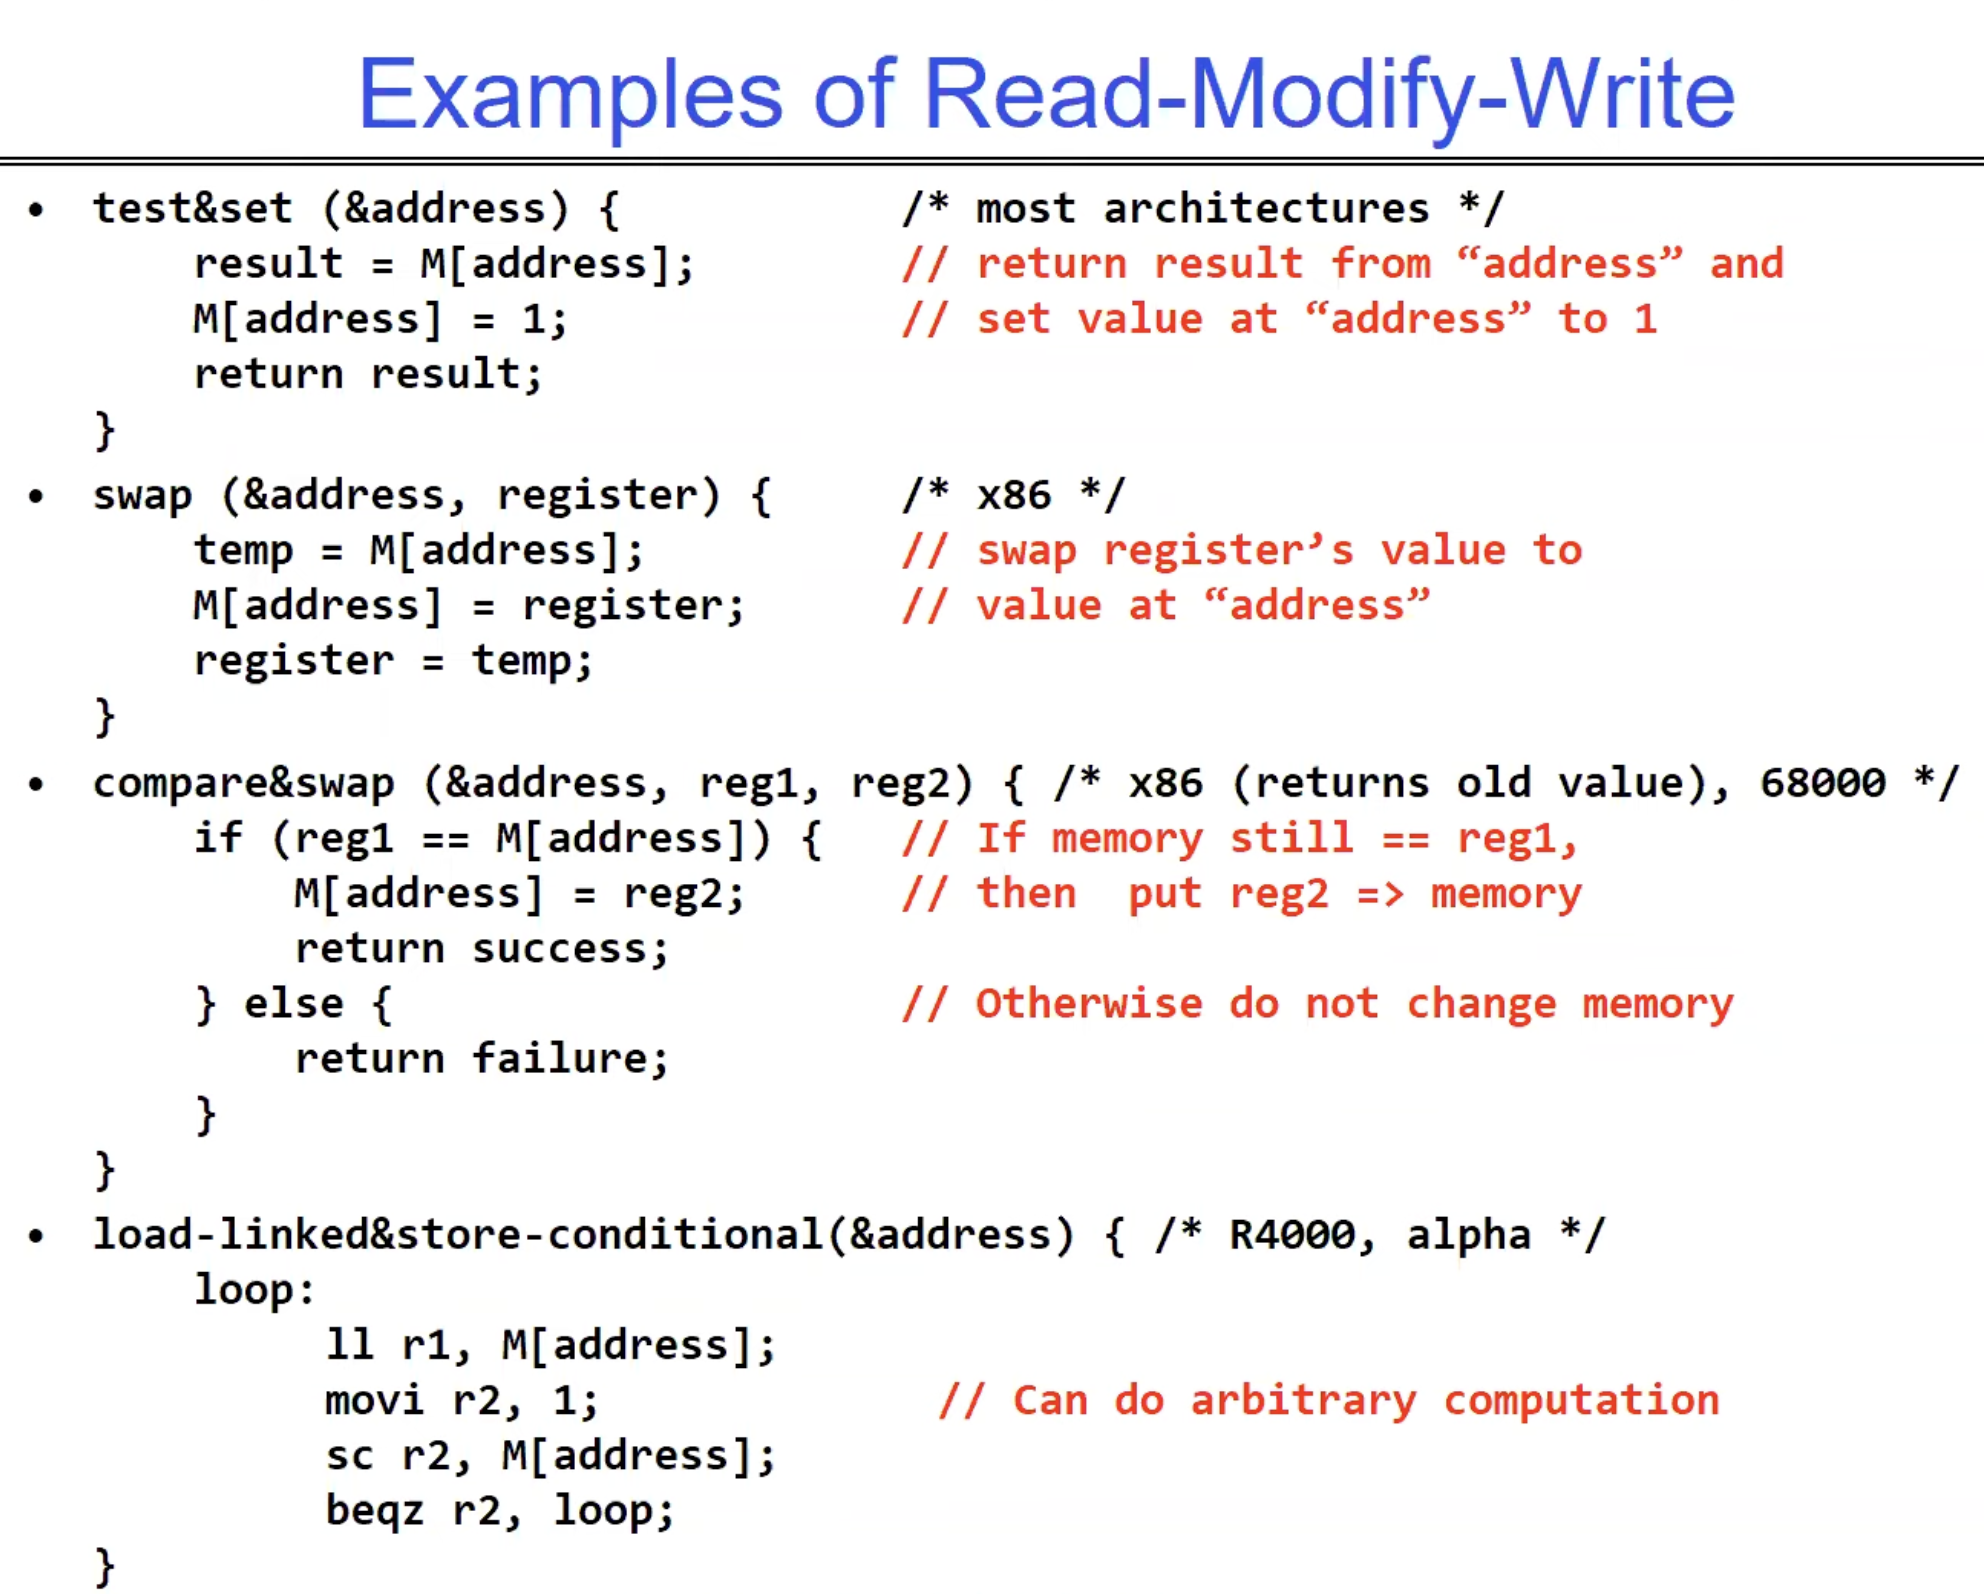 Examples of Read-Modify-Write
• test&set (&address) { /* most architectures */
result = M[address]; // return result from “address” and
M[address] = 1; // set value at “address” to 1
return result;
}
• swap (&address, register) { /* x86 */
temp = M[address]; // swap register’s value to
M[address] = register; // value at “address”
register = temp;
}
• compare&swap (&address, reg1, reg2) { /* x86 (returns old value), 68000 */
if (reg1 == M[address]) { // If memory still == reg1,
M[address] = reg2; // then put reg2 => memory
return success;
} else { // Otherwise do not change memory
return failure;
}
}
• load-linked&store-conditional(&address) { /* R4000, alpha */
loop:
ll r1, M[address];
movi r2, 1; // Can do arbitrary computation
sc r2, M[address];
beqz r2, loop;
}